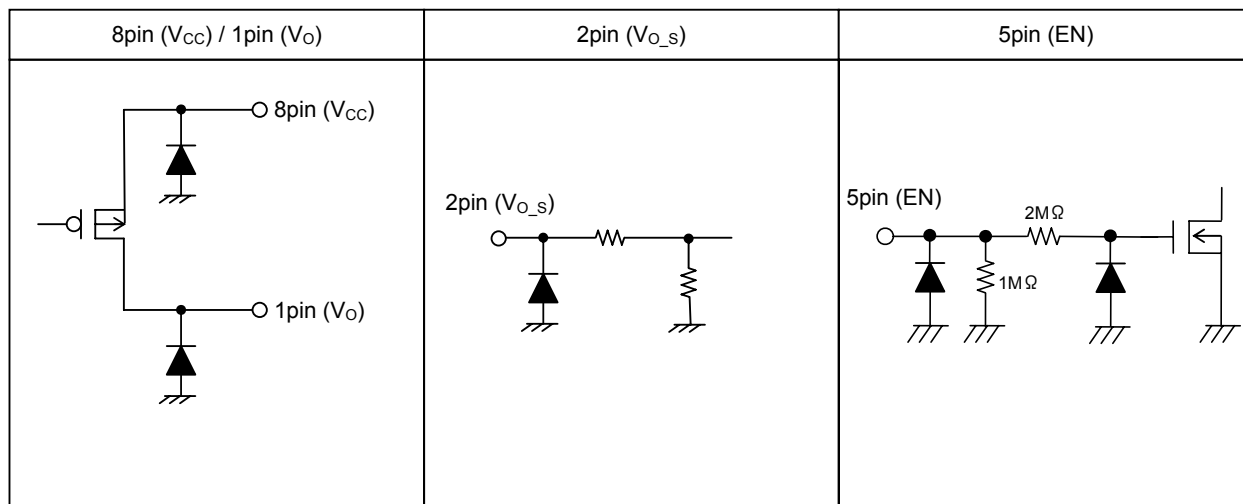 8pin (VCC) / 1pin (VO)
2pin (VO_S)
5pin (EN)
8pin (VCC)
1pin (VO)
2pin (VO_S)
5pin (EN)
2MΩ
1MΩ